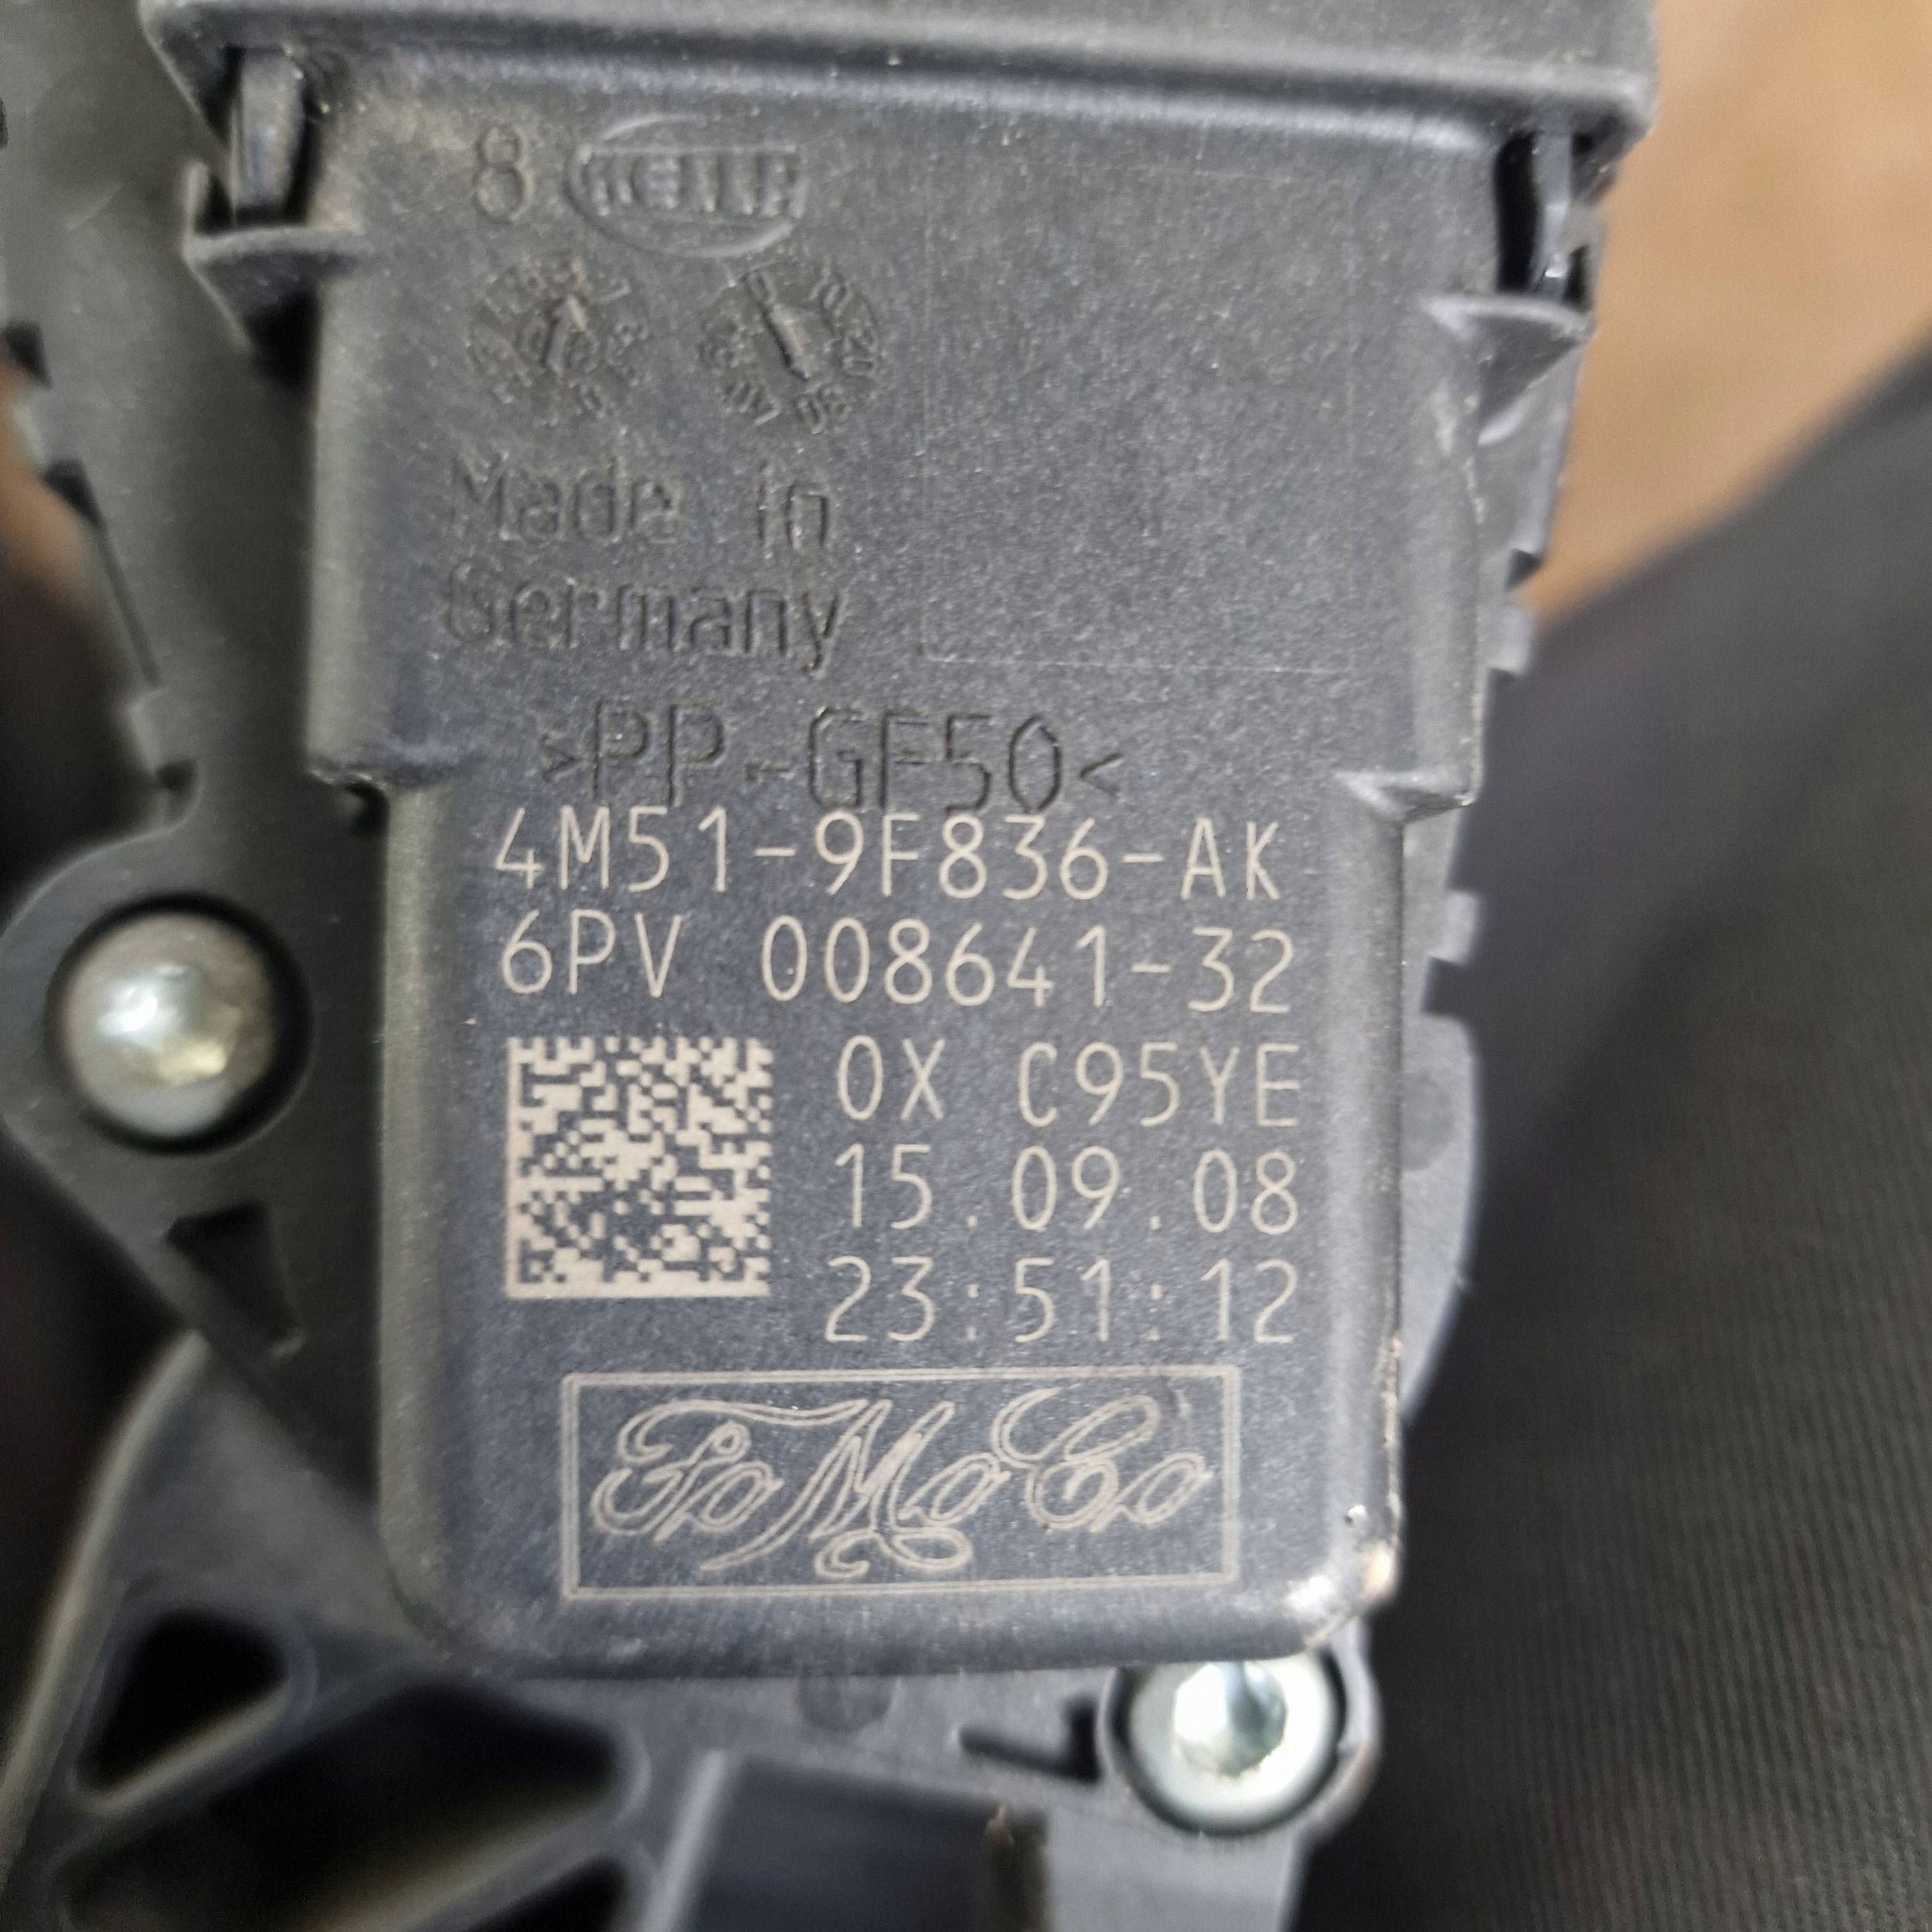 8 HELLA
Made in
Germany
>PP-GF50<
4M51-9F836-AK
6PV 008641-32
0X C95YE
15.09.08
23:51:12
FoMoCo